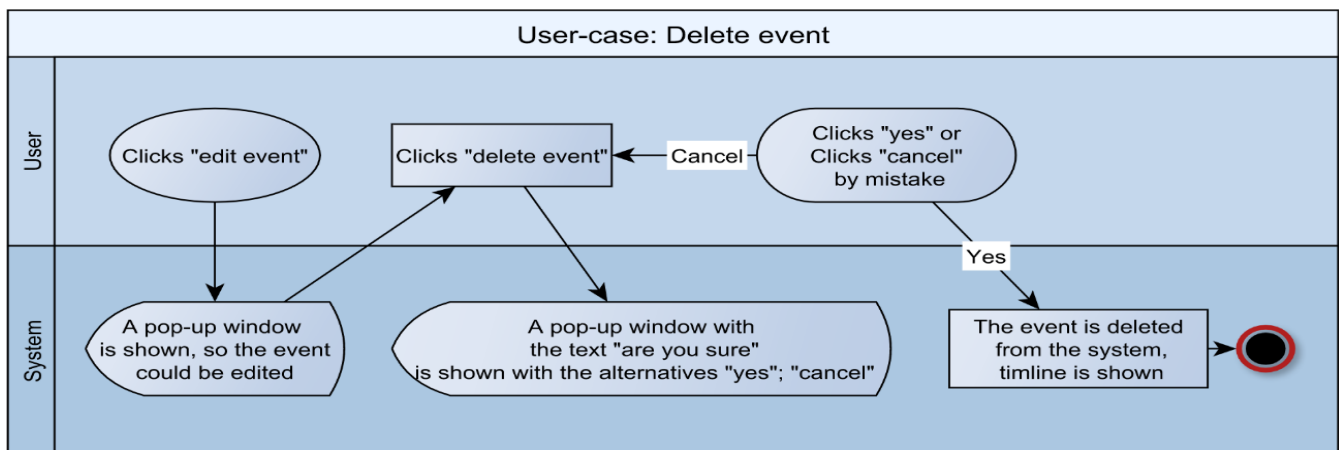 User-case: Delete event
User
Clicks "edit event"
Clicks "delete event"
Cancel
Clicks "yes" or
Clicks "cancel"
by mistake
Yes
System
A pop-up window
is shown, so the event
could be edited
A pop-up window with
the text "are you sure"
is shown with the alternatives "yes"; "cancel"
The event is deleted
from the system,
timline is shown